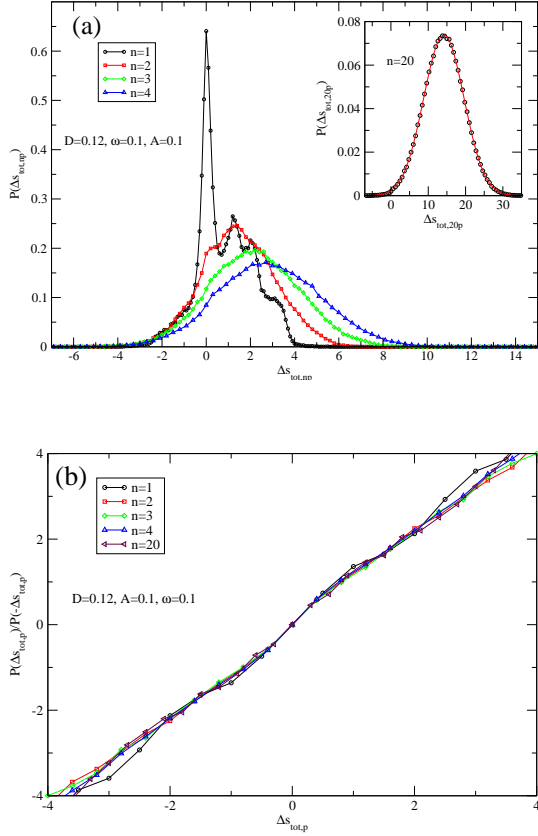 (a)
n=1
n=2
n=3
n=4
D=0.12, ω=0.1, A=0.1
P(Δs_tot,np)
0
0.1
0.2
0.3
0.4
0.5
0.6
-6 -4 -2 0 2 4 6 8 10 12 14
Δs_tot,np
n=20
P(Δs_tot,20p)
0
0.02
0.04
0.06
0.08
0 10 20 30
Δs_tot,20p
(b)
n=1
n=2
n=3
n=4
n=20
D=0.12, A=0.1, ω=0.1
P(Δs_tot,p)/P(-Δs_tot,p)
4
2
0
-2
-4
-4 -2 0 2 4
Δs_tot,p